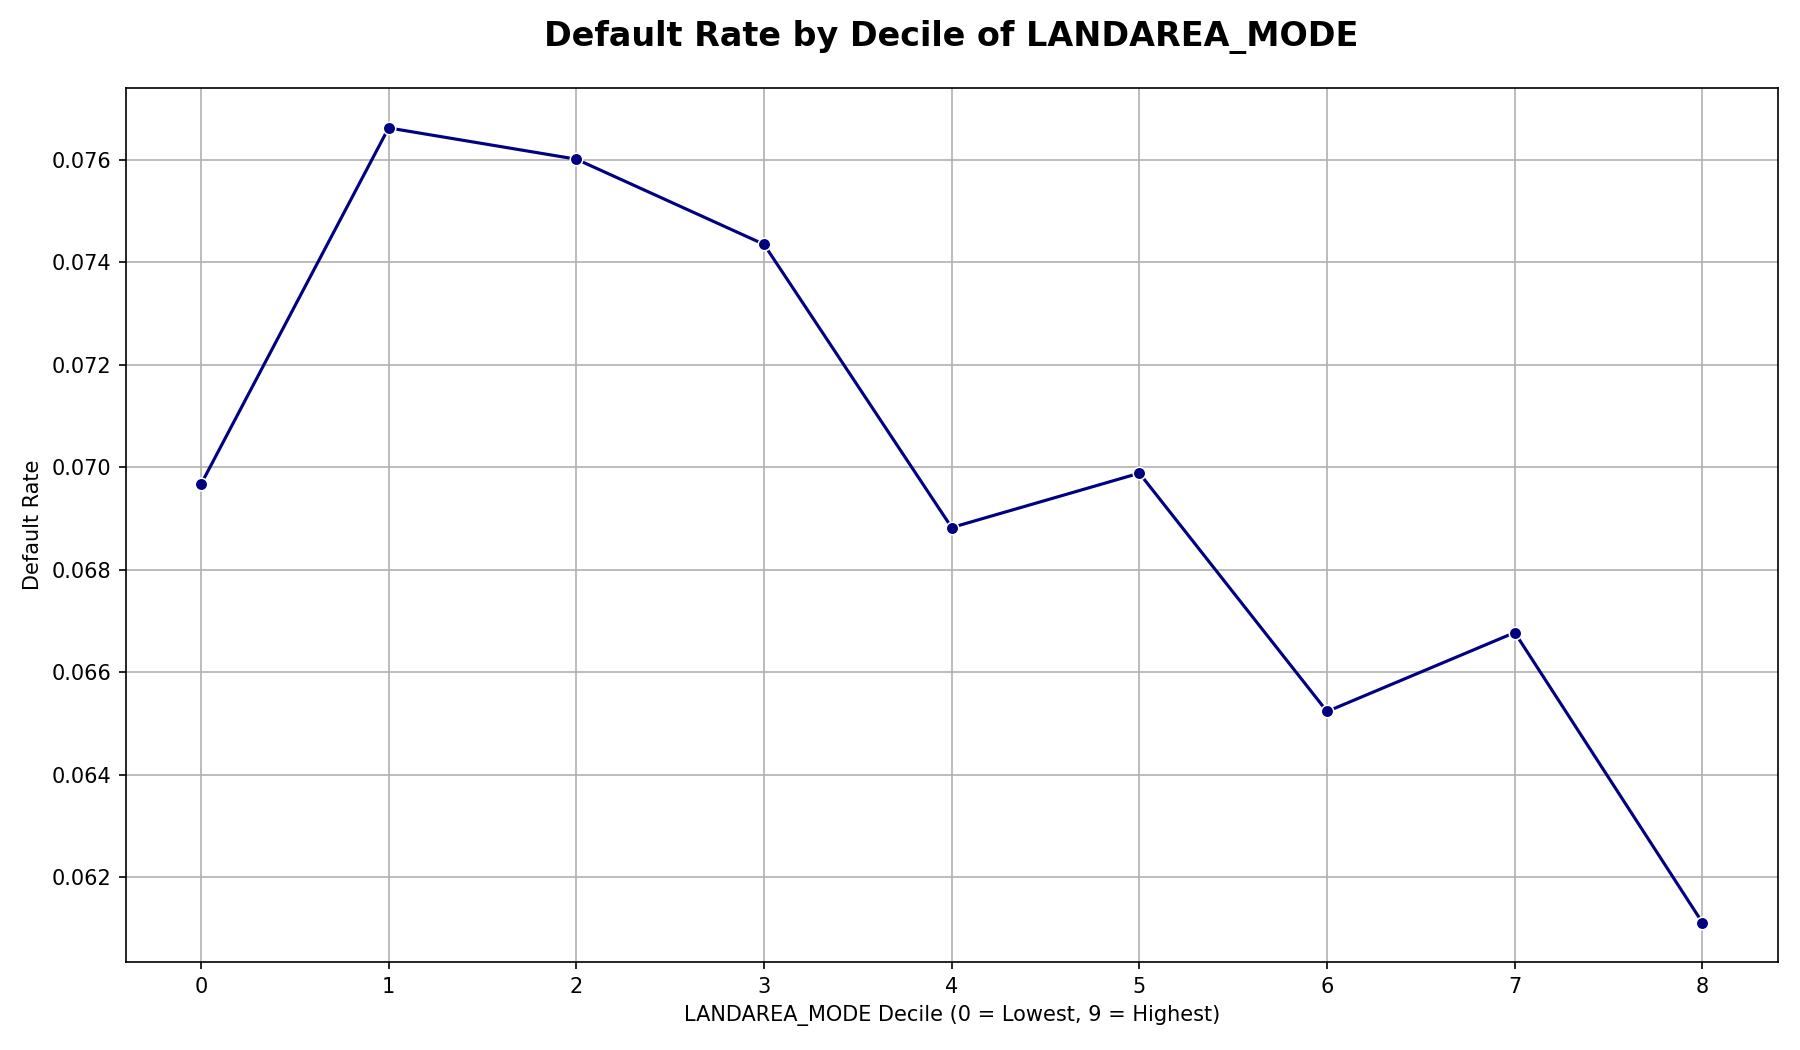 Default Rate by Decile of LANDAREA_MODE
0.076
0.074
0.072
0.070
0.068
0.066
0.064
0.062
Default Rate
0 1 2 3 4 5 6 7 8
LANDAREA_MODE Decile (0 = Lowest, 9 = Highest)